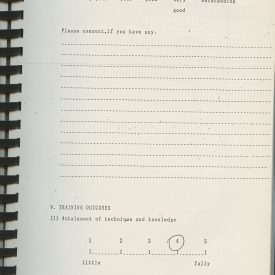 outstanding
good
Please comment,if you have any.
V. TRAINING OUTCOMES
1) Attainment of technique and knowledge
1 2 3 4 5
little fully